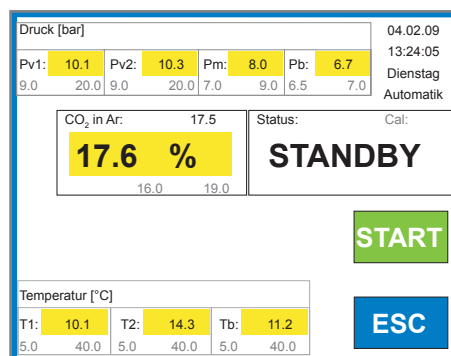 Druck [bar]
04.02.09
13:24:05
Dienstag
Automatik
Pv1: 10.1 Pv2: 10.3 Pm: 8.0 Pb: 6.7
9.0 20.0 9.0 20.0 7.0 9.0 6.5 7.0
CO₂ in Ar: 17.5
17.6 %
16.0 19.0
Status: Cal:
STANDBY
START
Temperatur [°C]
T1: 10.1 T2: 14.3 Tb: 11.2
5.0 40.0 5.0 40.0 5.0 40.0
ESC